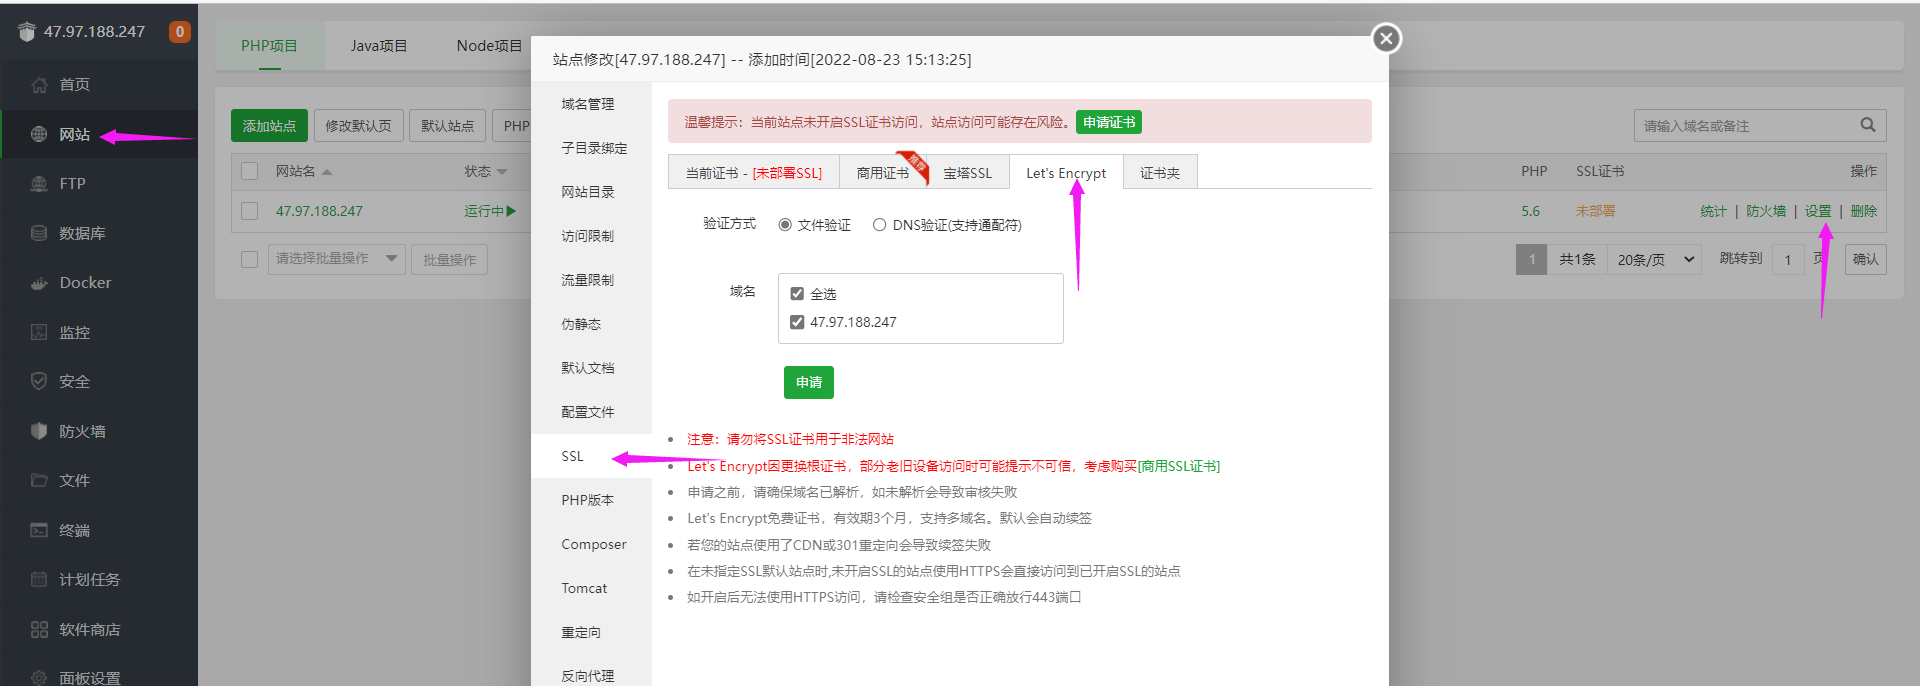 47.97.188.247 0
首页
网站
FTP
数据库
Docker
监控
安全
防火墙
文件
终端
计划任务
软件商店
面板设置
PHP项目 Java项目 Node项目
添加站点 修改默认页 默认站点 PHP
请输入域名或备注
网站名 状态 PHP SSL证书 操作
47.97.188.247 运行中 5.6 未部署 统计 | 防火墙 | 设置 | 删除
请选择批量操作 批量操作 1 共1条 20条/页 跳转到 1 页 确认
站点修改[47.97.188.247] -- 添加时间[2022-08-23 15:13:25]
域名管理
子目录绑定
网站目录
访问限制
流量限制
伪静态
默认文档
配置文件
SSL
PHP版本
Composer
Tomcat
重定向
反向代理
温馨提示：当前站点未开启SSL证书访问，站点访问可能存在风险。 申请证书
当前证书 - [未部署SSL] 商用证书 推荐 宝塔SSL Let's Encrypt 证书夹
验证方式 文件验证 DNS验证(支持通配符)
域名 全选
47.97.188.247
申请
注意：请勿将SSL证书用于非法网站
Let's Encrypt因更换根证书，部分老旧设备访问时可能提示不可信，考虑购买[商用SSL证书]
申请之前，请确保域名已解析，如未解析会导致审核失败
Let's Encrypt免费证书，有效期3个月，支持多域名。默认会自动续签
若您的站点使用了CDN或301重定向会导致续签失败
在未指定SSL默认站点时,未开启SSL的站点使用HTTPS会直接访问到已开启SSL的站点
如开启后无法使用HTTPS访问，请检查安全组是否正确放行443端口